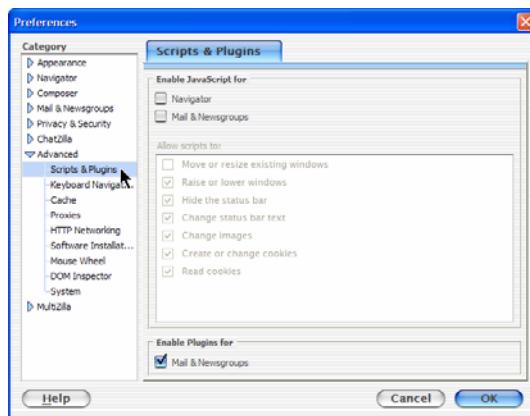 Preferences
Category
Appearance
Navigator
Composer
Mail & Newsgroups
Privacy & Security
ChatZilla
Advanced
Scripts & Plugins
Keyboard Navigat...
Cache
Proxies
HTTP Networking
Software Installat...
Mouse Wheel
DOM Inspector
System
MultiZilla
Scripts & Plugins
Enable JavaScript for
Navigator
Mail & Newsgroups
Allow scripts to:
Move or resize existing windows
Raise or lower windows
Hide the status bar
Change status bar text
Change images
Create or change cookies
Read cookies
Enable Plugins for
Mail & Newsgroups
Help
Cancel
OK